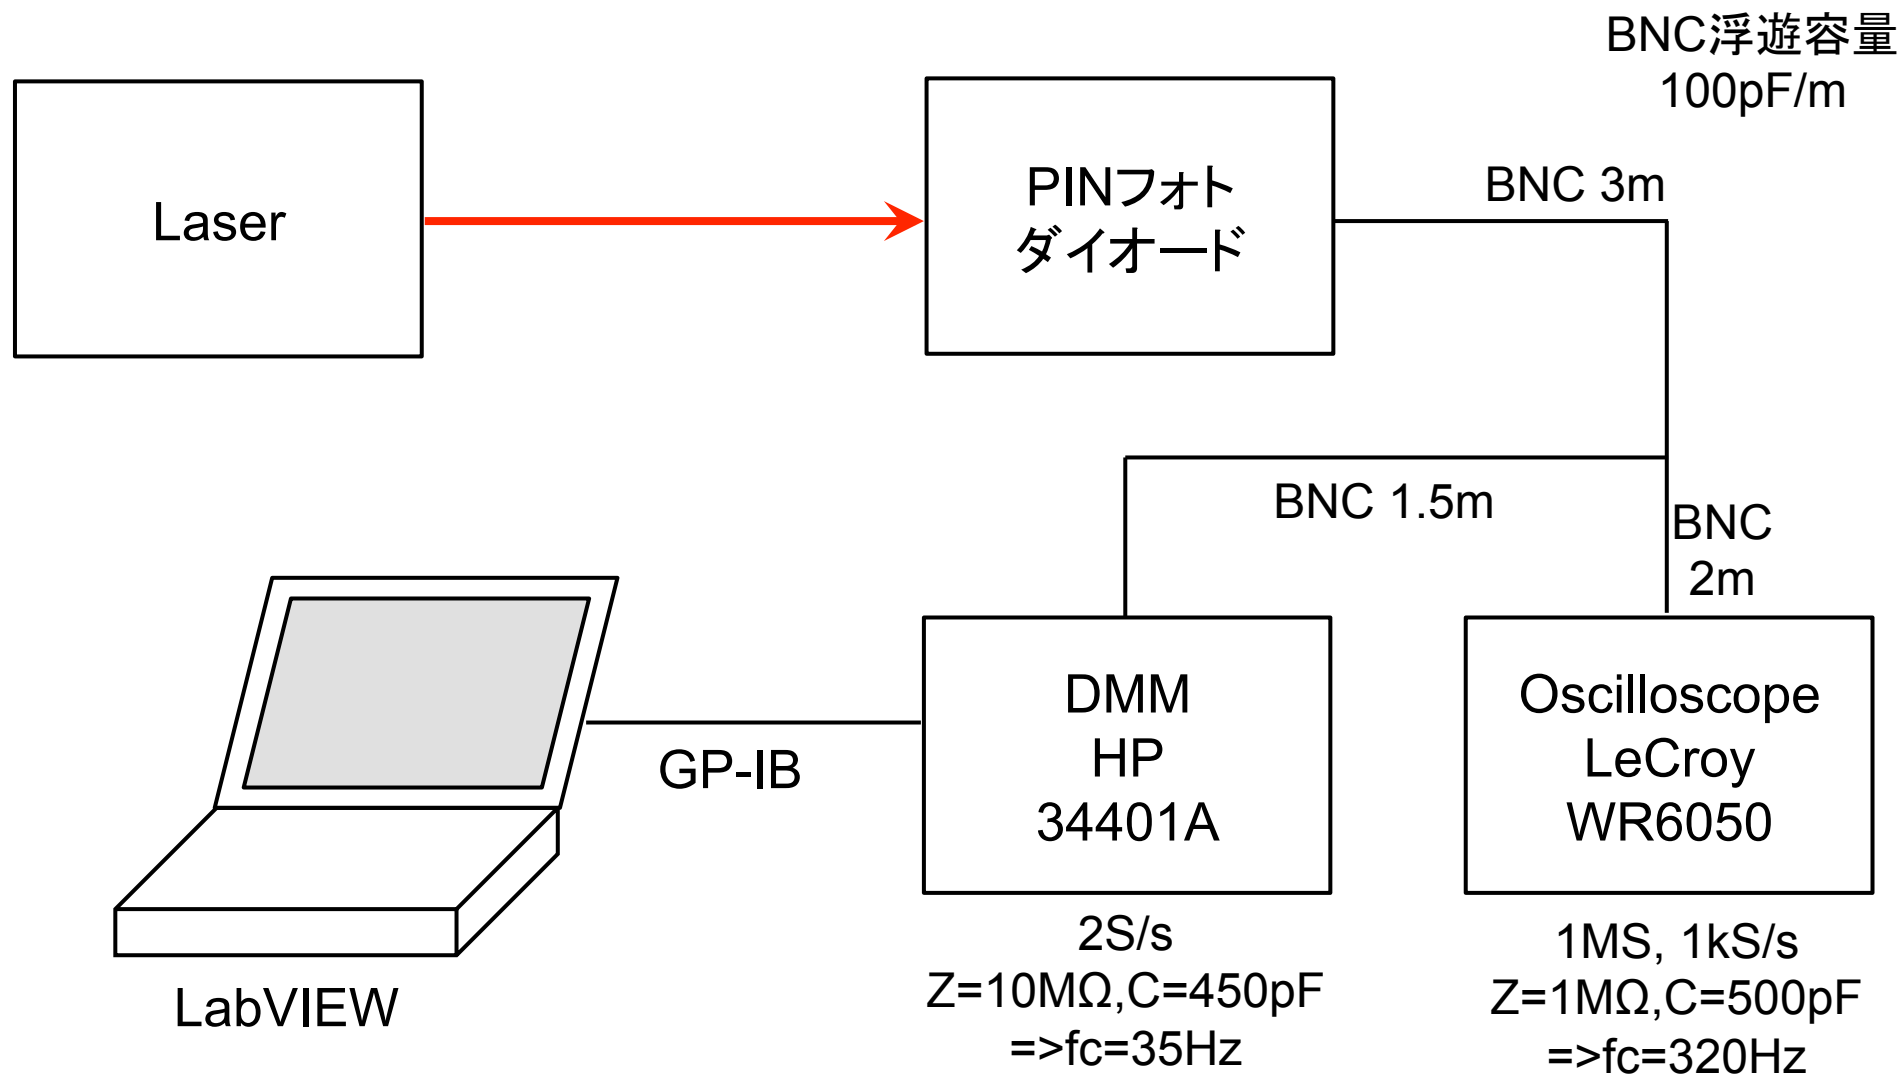 BNC浮遊容量
100pF/m
Laser
PINフォト
ダイオード
BNC 3m
BNC 1.5m
BNC
2m
GP-IB
LabVIEW
DMM
HP
34401A
2S/s
Z=10MΩ,C=450pF
=>fc=35Hz
Oscilloscope
LeCroy
WR6050
1MS, 1kS/s
Z=1MΩ,C=500pF
=>fc=320Hz